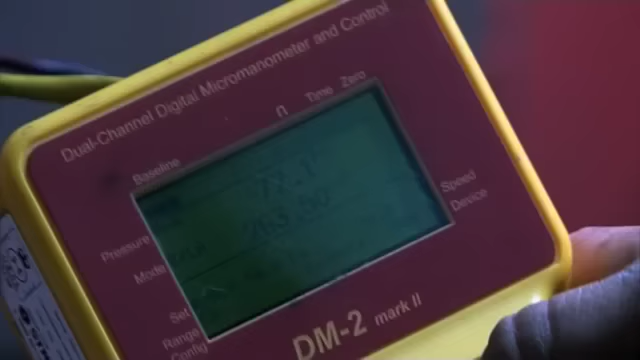 Dual-Channel Digital Micromanometer and Control
n Time Zero
Baseline
Speed
Device
Pressure
Mode
Set
Range
Config
DM-2 mark II